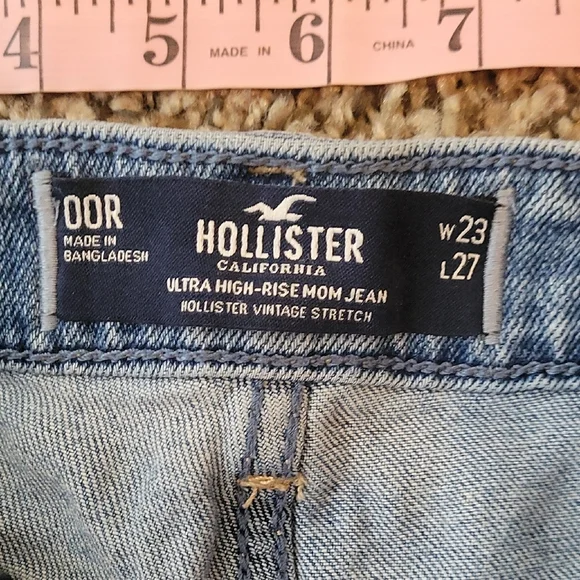 4 5 MADE IN 6 CHINA 7
00R
MADE IN
BANGLADESH
HOLLISTER
CALIFORNIA
ULTRA HIGH-RISE MOM JEAN
HOLLISTER VINTAGE STRETCH
W23
L27